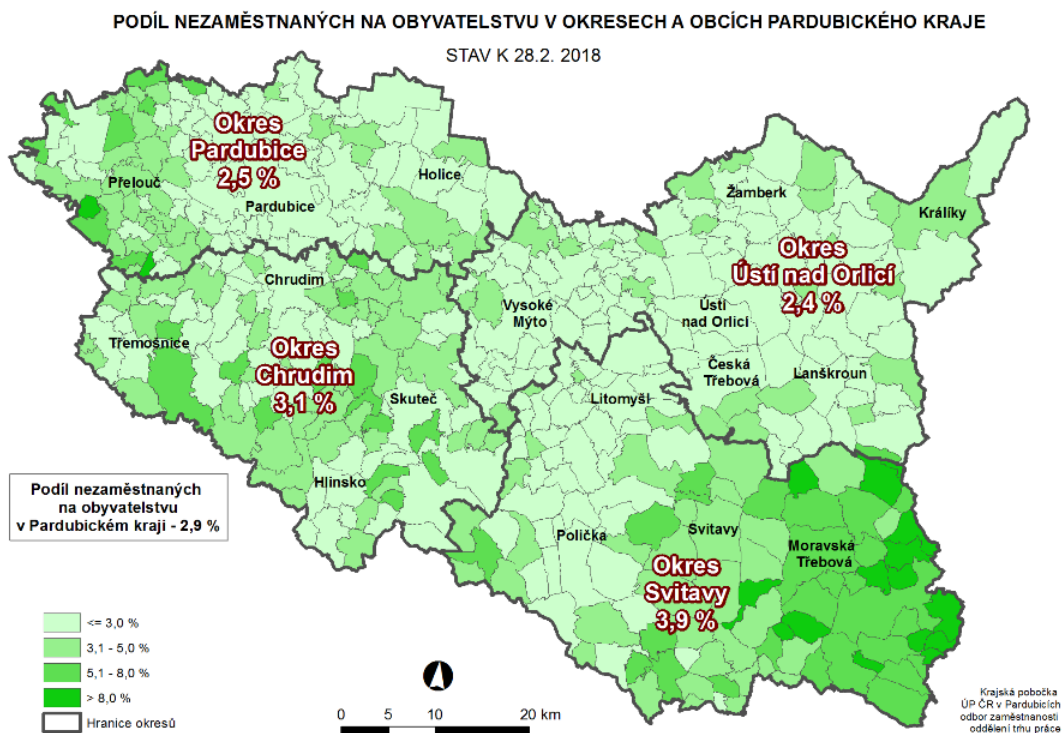 PODÍL NEZAMĚSTNANÝCH NA OBYVATELSTVU V OKRESECH A OBCÍCH PARDUBICKÉHO KRAJE
STAV K 28.2. 2018
Okres
Pardubice
2,5 %
Přelouč
Holice
Pardubice
Žamberk
Králíky
Okres
Ústí nad Orlicí
2,4 %
Chrudim
Vysoké
Mýto
Ústí
nad Orlicí
Třemošnice
Okres
Chrudim
3,1 %
Česká
Třebová
Lanškroun
Skuteč
Litomyšl
Hlinsko
Podíl nezaměstnaných
na obyvatelstvu
v Pardubickém kraji - 2,9 %
Polička
Svitavy
Moravská
Třebová
Okres
Svitavy
3,9 %
<= 3,0 %
3,1 - 5,0 %
5,1 - 8,0 %
> 8,0 %
Hranice okresů
0 5 10 20 km
Krajská pobočka
ÚP ČR v Pardubicích
odbor zaměstnanosti
oddělení trhu práce